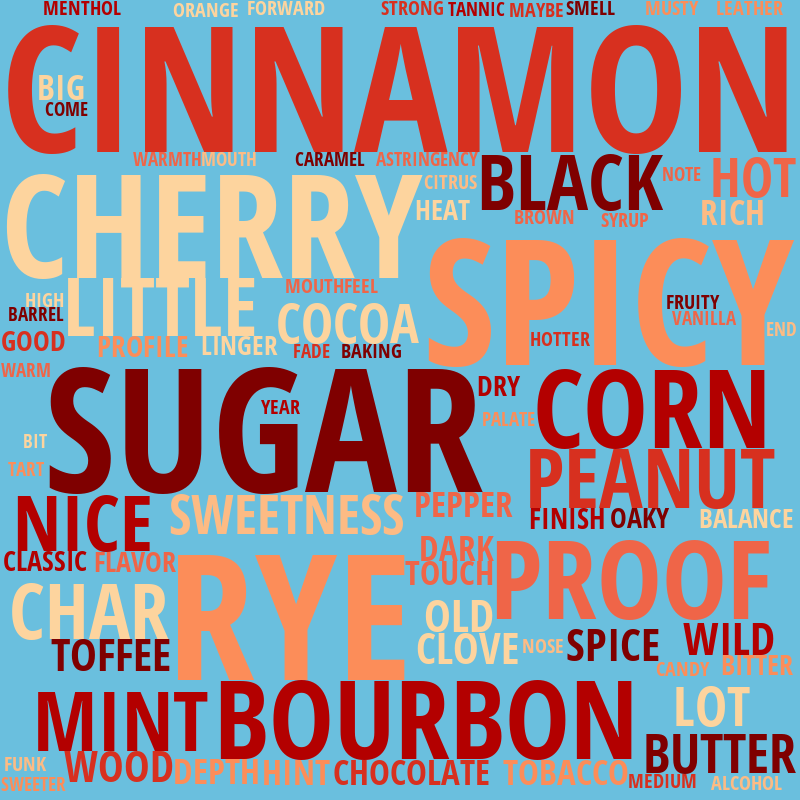 MENTHOL ORANGE FORWARD STRONG TANNIC MAYBE SMELL MUSTY LEATHER
CINNAMON
BIG
COME
WARMTH MOUTH CARAMEL ASTRINGENCY BLACK NOTE HOT
CHERRY CITRUS HEAT BROWN SYRUP RICH
SPICY
HIGH LITTLE MOUTHFEEL COCOA FRUITY
BARREL VANILLA END
GOOD PROFILE LINGER FADE BAKING HOTTER
WARM SUGAR DRY CORN
YEAR PALATE
BIT
TART PEANUT
NICE SWEETNESS PEPPER FINISH OAKY BALANCE
CLASSIC FLAVOR RYE DARK PROOF
TOUCH
CHAR OLD
TOFFEE CLOVE NOSE SPICE WILD
CANDY BITTER
MINT BOURBON LOT
BUTTER
FUNK WOOD DEPTH HINT CHOCOLATE TOBACCO
SWEETER MEDIUM ALCOHOL